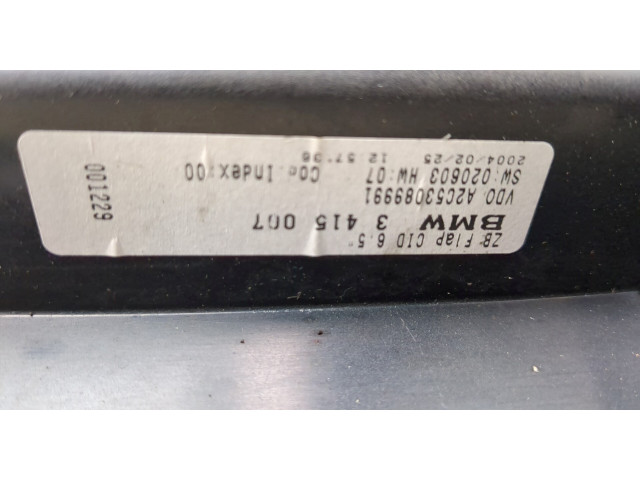 ZB Flap CID 6.5"
BMW 3 415 007
VDO A2C53089991
SW:020603 HW:07 Cod.Index:00
2004/02/25 12:57:36
001229